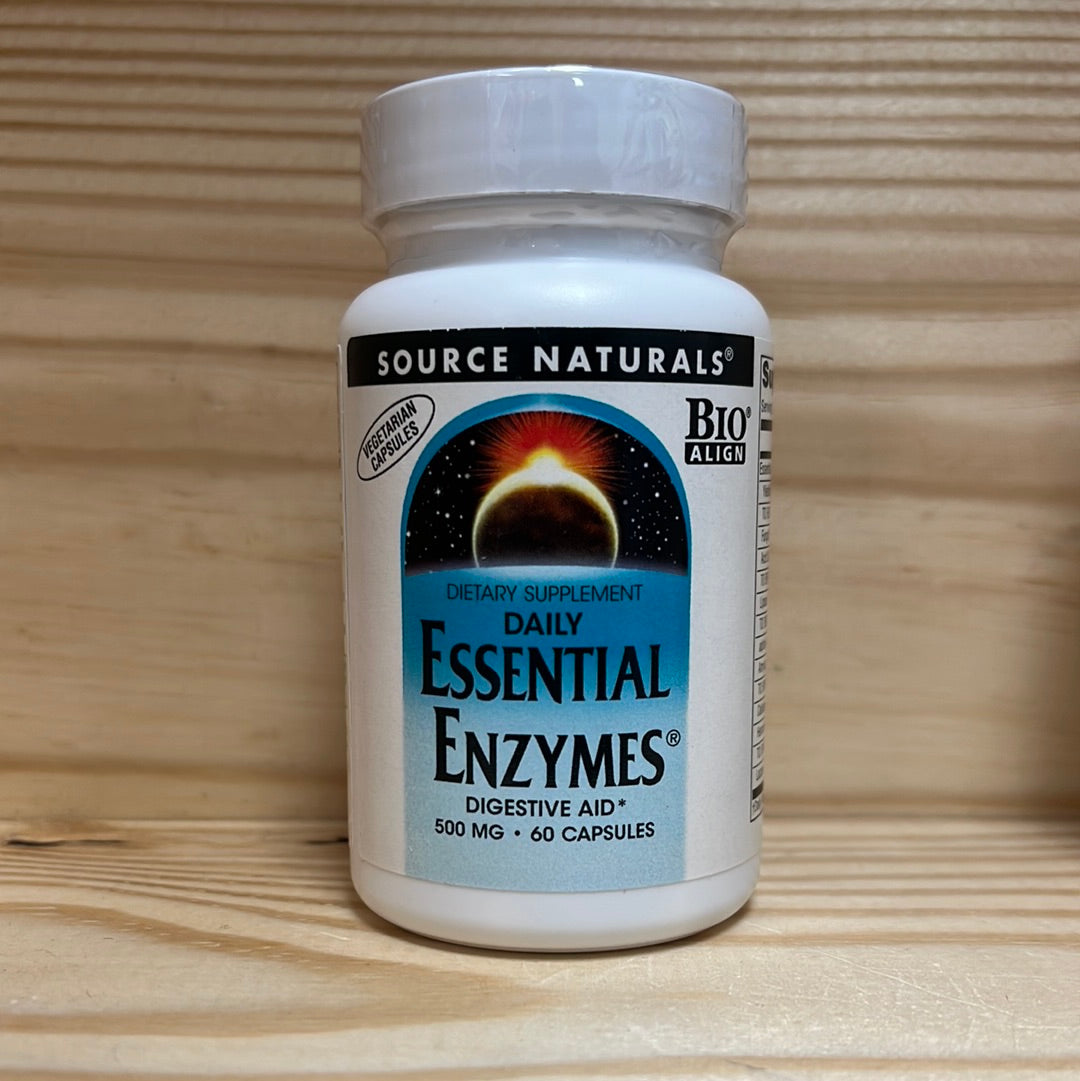 SOURCE NATURALS®
VEGETARIAN
CAPSULES
BIO®
ALIGN
DIETARY SUPPLEMENT
DAILY
ESSENTIAL
ENZYMES®
DIGESTIVE AID*
500 MG • 60 CAPSULES